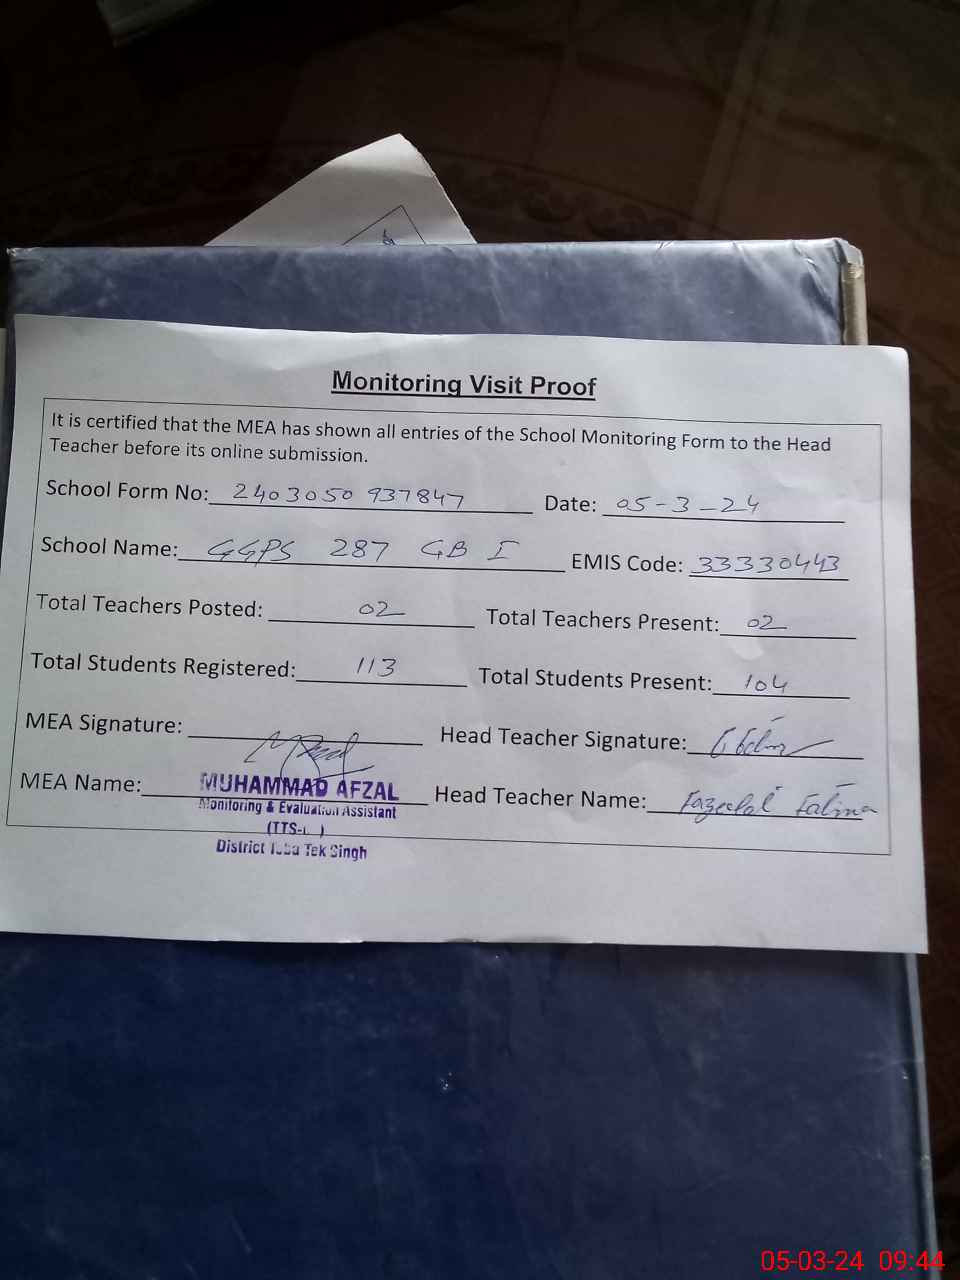 Monitoring Visit Proof
It is certified that the MEA has shown all entries of the School Monitoring Form to the Head
Teacher before its online submission.
School Form No: 2403050937847 Date: 05-3-24
School Name: GGPS 287 GB I EMIS Code: 33330443
Total Teachers Posted: 02 Total Teachers Present: 02
Total Students Registered: 113 Total Students Present: 104
MEA Signature: Head Teacher Signature:
MEA Name: MUHAMMAD AFZAL Head Teacher Name: Fazeelat Fatima
Monitoring & Evaluation Assistant
District Toba Tek Singh
05-03-24 09:44